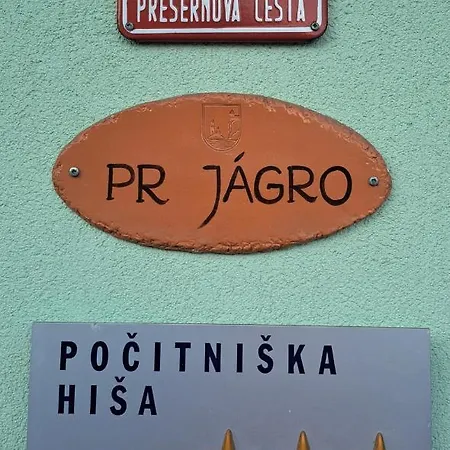 PREŠERNOVA CESTA
PR JÁGRO
POČITNIŠKA
HIŠA